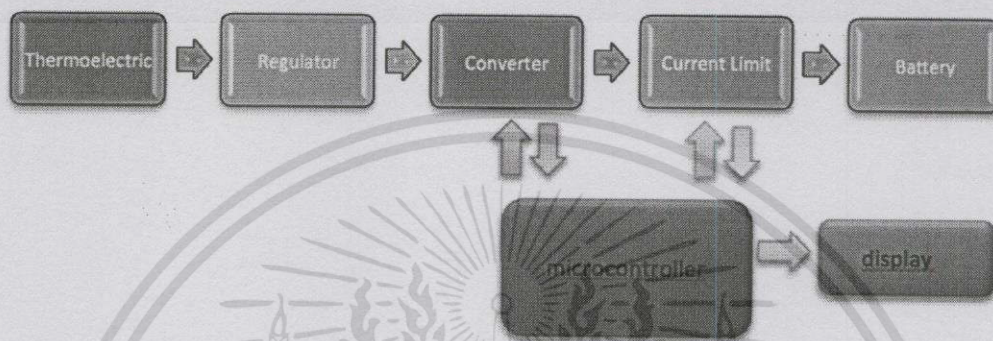 Thermoelectric
Regulator
Converter
Current Limit
Battery
microcontroller
display